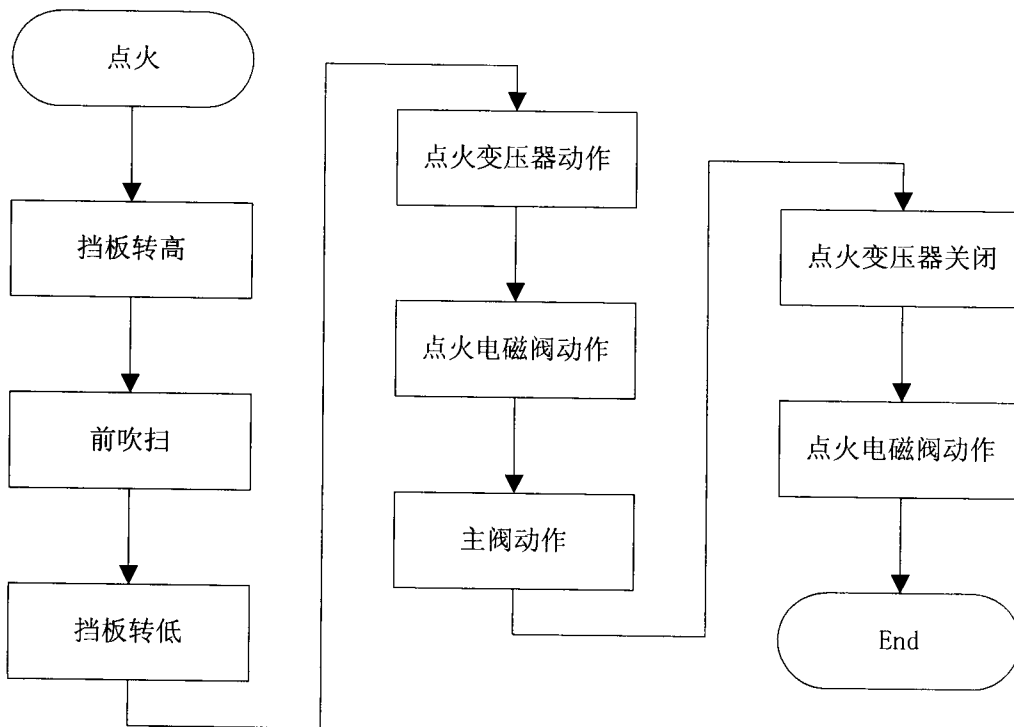 点火
挡板转高
前吹扫
挡板转低
点火变压器动作
点火电磁阀动作
主阀动作
点火变压器关闭
点火电磁阀动作
End